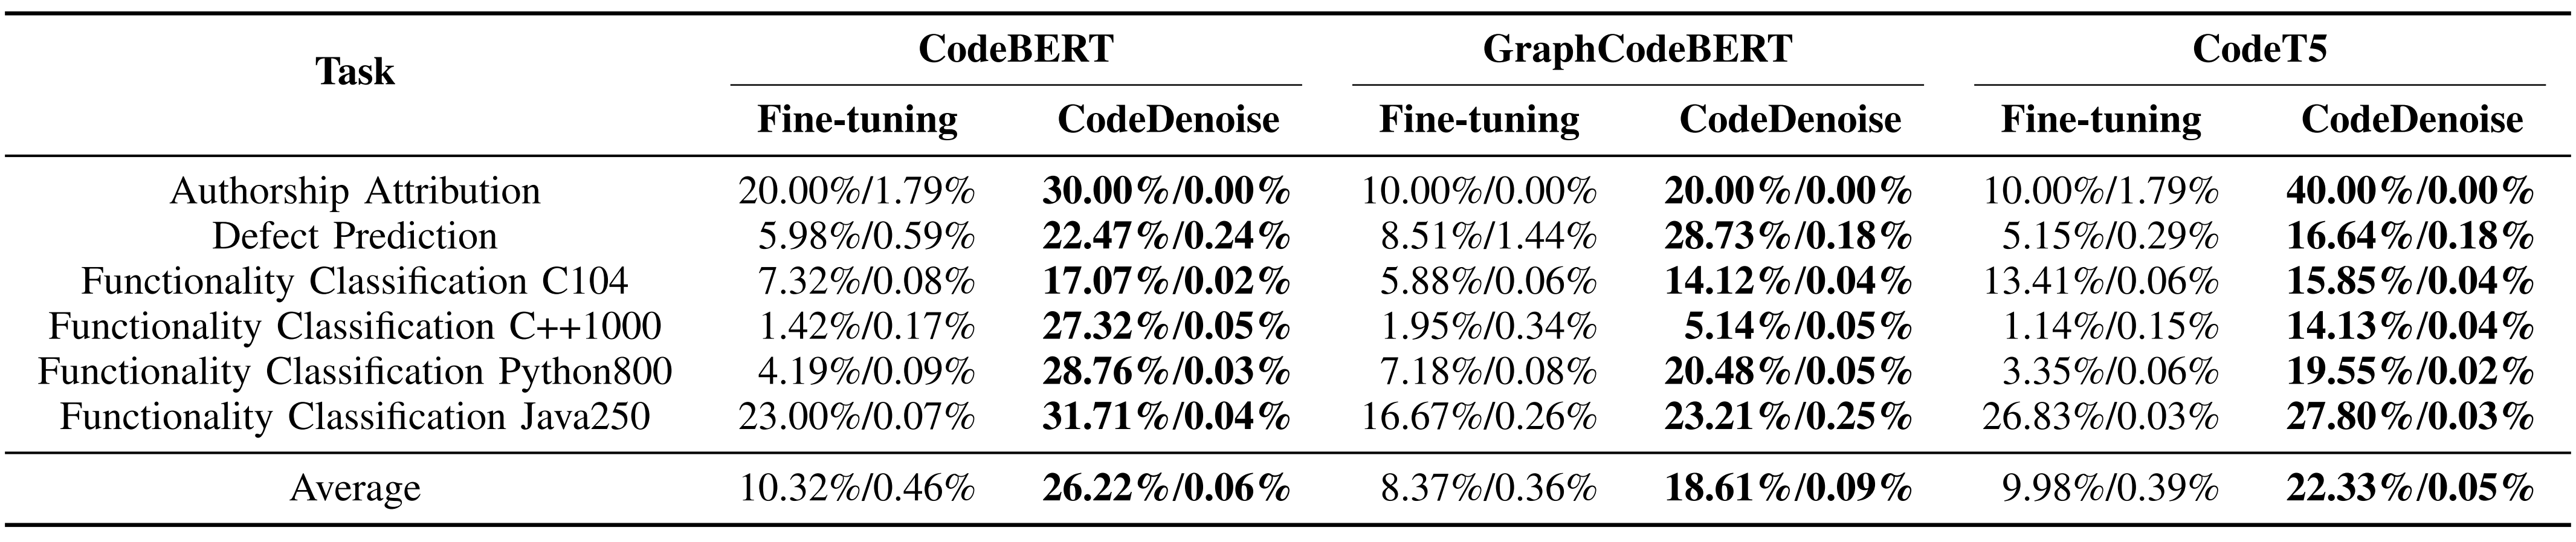 Task CodeBERT GraphCodeBERT CodeT5
Fine-tuning CodeDenoise Fine-tuning CodeDenoise Fine-tuning CodeDenoise
Authorship Attribution 20.00%/1.79% 30.00%/0.00% 10.00%/0.00% 20.00%/0.00% 10.00%/1.79% 40.00%/0.00%
Defect Prediction 5.98%/0.59% 22.47%/0.24% 8.51%/1.44% 28.73%/0.18% 5.15%/0.29% 16.64%/0.18%
Functionality Classification C104 7.32%/0.08% 17.07%/0.02% 5.88%/0.06% 14.12%/0.04% 13.41%/0.06% 15.85%/0.04%
Functionality Classification C++1000 1.42%/0.17% 27.32%/0.05% 1.95%/0.34% 5.14%/0.05% 1.14%/0.15% 14.13%/0.04%
Functionality Classification Python800 4.19%/0.09% 28.76%/0.03% 7.18%/0.08% 20.48%/0.05% 3.35%/0.06% 19.55%/0.02%
Functionality Classification Java250 23.00%/0.07% 31.71%/0.04% 16.67%/0.26% 23.21%/0.25% 26.83%/0.03% 27.80%/0.03%
Average 10.32%/0.46% 26.22%/0.06% 8.37%/0.36% 18.61%/0.09% 9.98%/0.39% 22.33%/0.05%